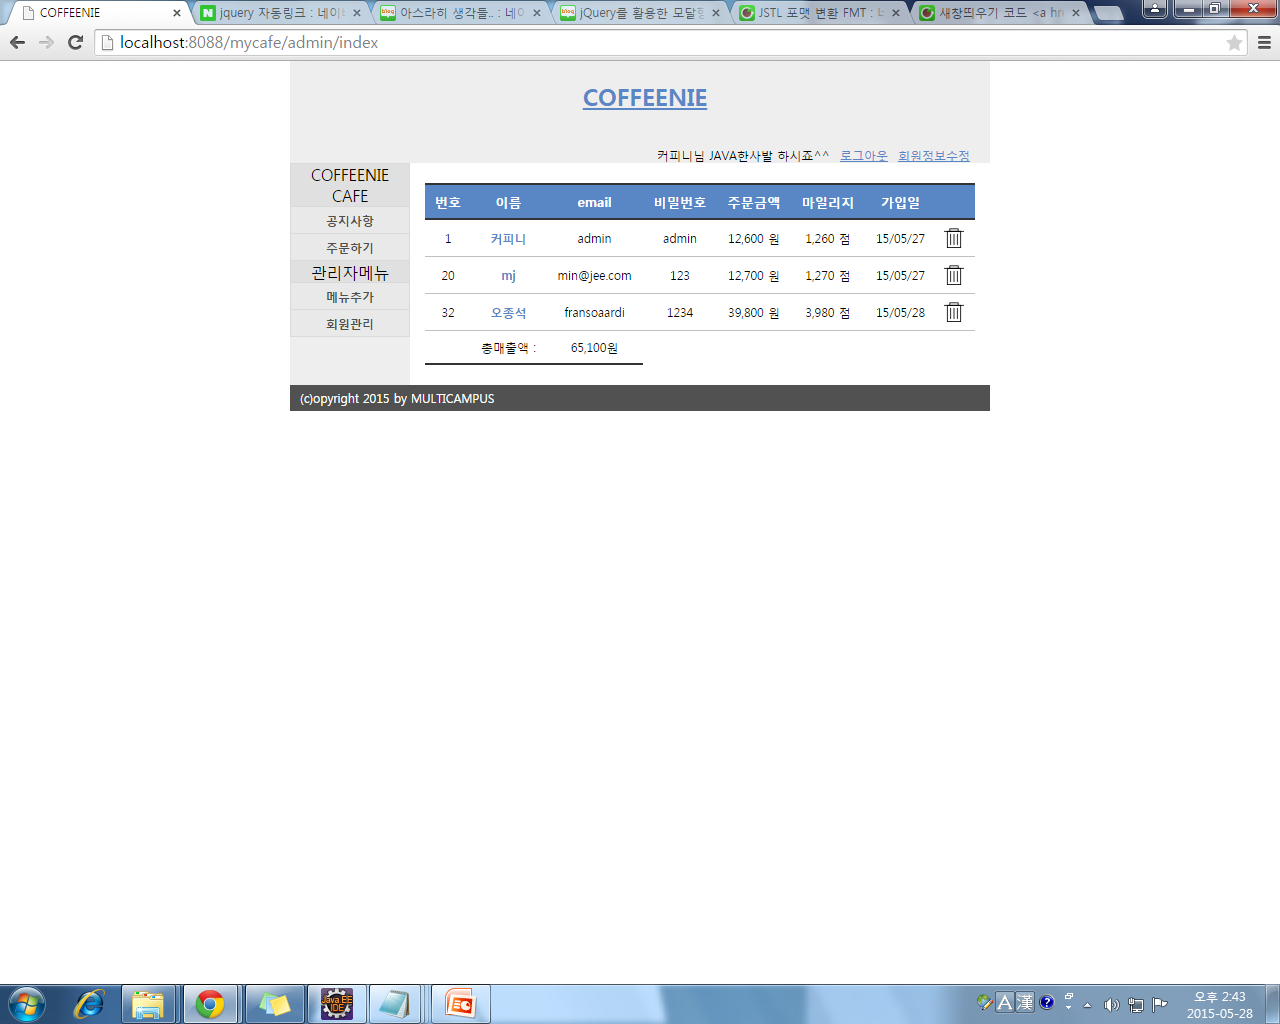 COFFEENIE
jquery 자동링크 : 네이버
아스라히 생각들.. : 네이
jQuery를 활용한 모달
JSTL 포맷 변환 FMT : 네
새창띄우기 코드 <a hr
localhost:8088/mycafe/admin/index
COFFEENIE
커피니님 JAVA한사발 하시죠^^ 로그아웃 회원정보수정
COFFEENIE
CAFE
공지사항
주문하기
관리자메뉴
메뉴추가
회원관리
번호 이름 email 비밀번호 주문금액 마일리지 가입일
1 커피니 admin admin 12,600 원 1,260 점 15/05/27
20 mj min@jee.com 123 12,700 원 1,270 점 15/05/27
32 오종석 fransoaardi 1234 39,800 원 3,980 점 15/05/28
총매출액 : 65,100원
(c)opyright 2015 by MULTICAMPUS
Java EE
IDE
A 漢
오후 2:43
2015-05-28